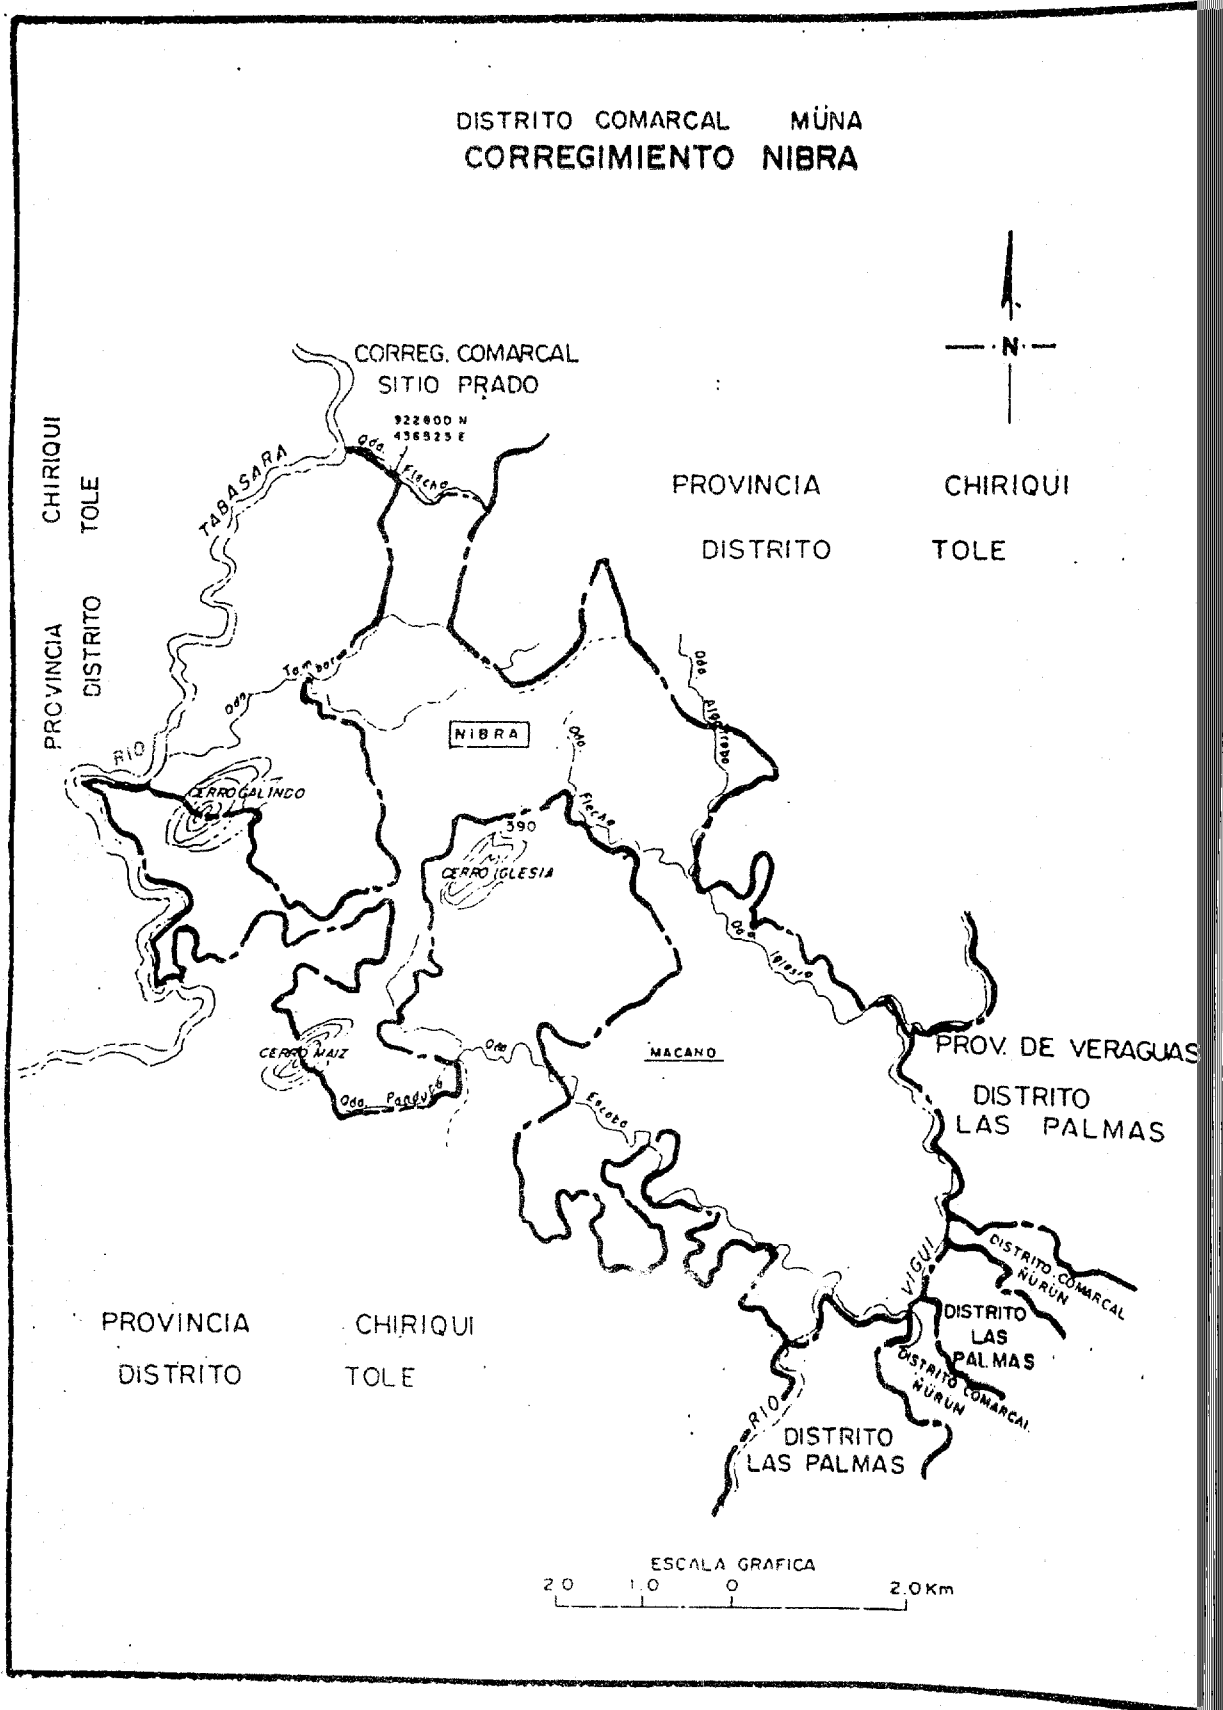 DISTRITO COMARCAL MÜNA
CORREGIMIENTO NIBRA
N
CORREG. COMARCAL
SITIO PRADO
922800 N
436525 E
Qda. Flecha
PROVINCIA CHIRIQUI
DISTRITO TOLE
PROVINCIA CHIRIQUI
DISTRITO TOLE
RIO TABASARA
Qda. Tambor
NIBRA
Qda.
Qda. Flecha
CERRO GALINDO
390
CERRO IGLESIA
Qda. Iglesia
CERRO MAIZ
Qda.
Qda Escoba
MACANO
PROV. DE VERAGUAS
DISTRITO
LAS PALMAS
RIO VIGUI
DISTRITO COMARCAL
ÑURUN
DISTRITO
LAS
PALMAS
DISTRITO COMARCAL
ÑÜRÜN
PROVINCIA CHIRIQUI
DISTRITO TOLE
DISTRITO
LAS PALMAS
ESCALA GRAFICA
2.0 1.0 0 2.0 Km